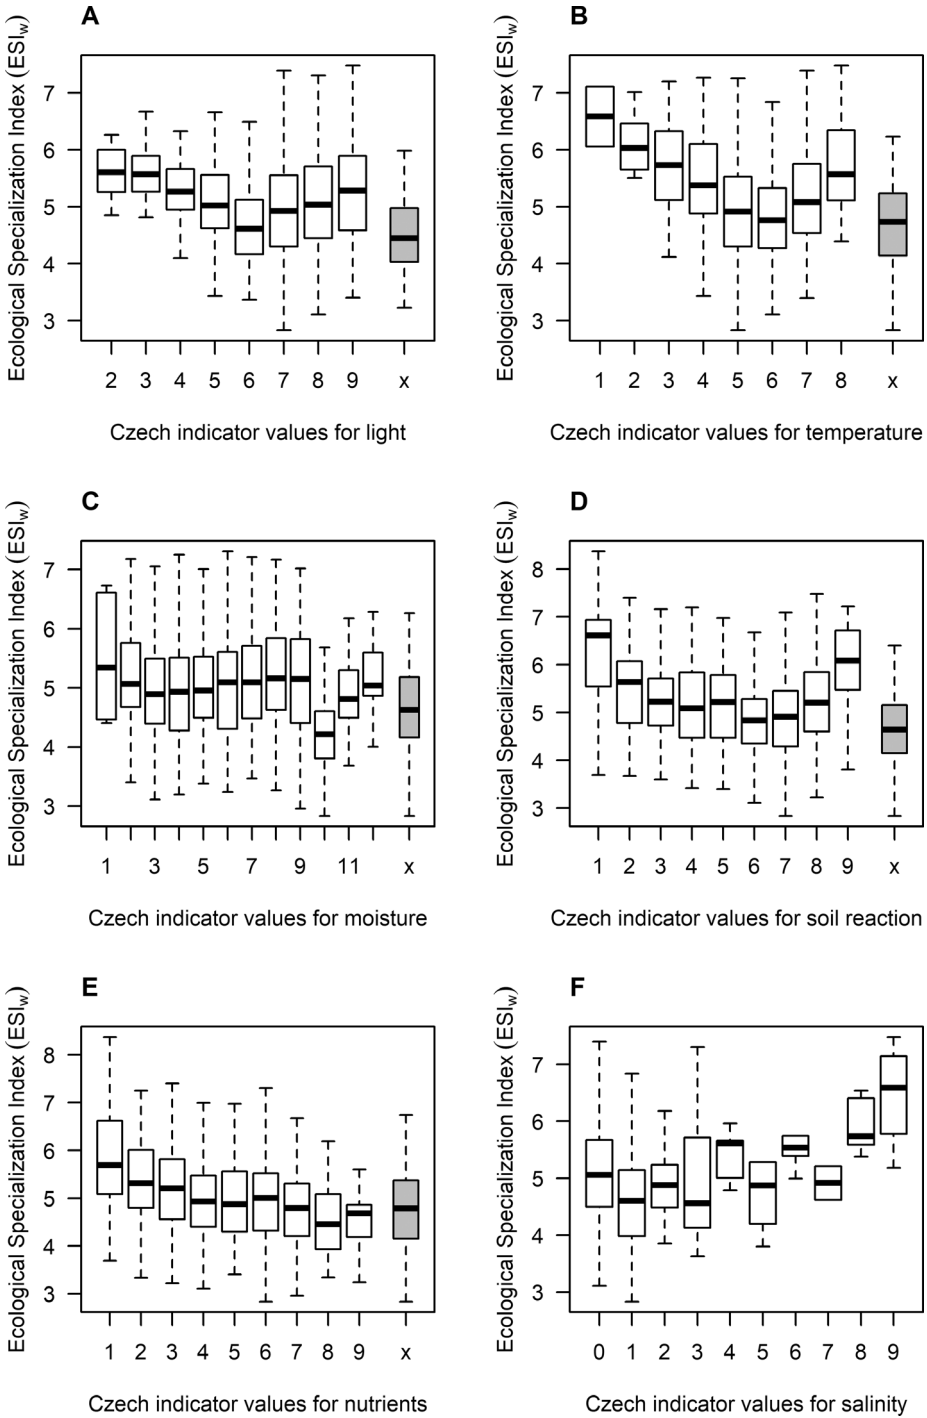 A
Ecological Specialization Index (ESIw)
7
6
5
4
3
2 3 4 5 6 7 8 9 x
Czech indicator values for light
B
Ecological Specialization Index (ESIw)
7
6
5
4
3
1 2 3 4 5 6 7 8 x
Czech indicator values for temperature
C
Ecological Specialization Index (ESIw)
7
6
5
4
3
1 3 5 7 9 11 x
Czech indicator values for moisture
D
Ecological Specialization Index (ESIw)
8
7
6
5
4
3
1 2 3 4 5 6 7 8 9 x
Czech indicator values for soil reaction
E
Ecological Specialization Index (ESIw)
8
7
6
5
4
3
1 2 3 4 5 6 7 8 9 x
Czech indicator values for nutrients
F
Ecological Specialization Index (ESIw)
7
6
5
4
3
0 1 2 3 4 5 6 7 8 9
Czech indicator values for salinity